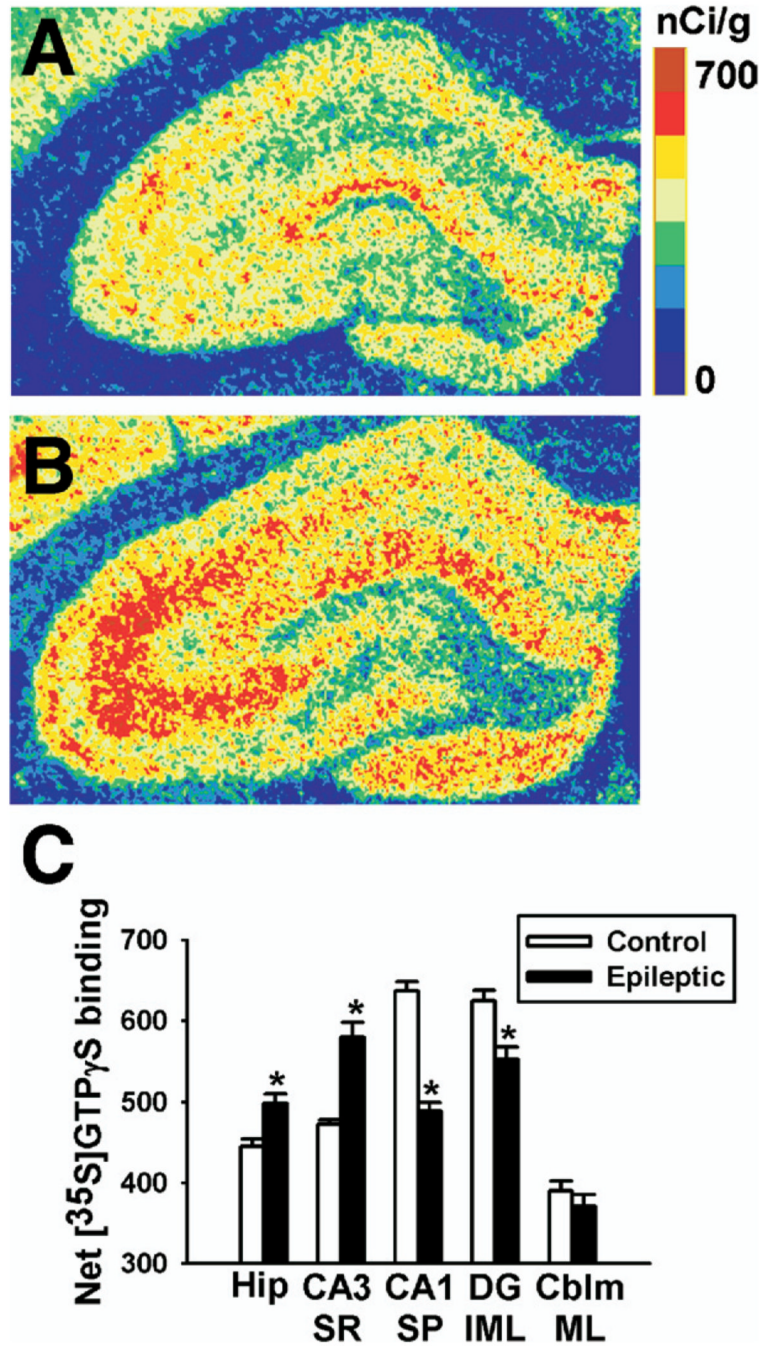 A
nCi/g
700
0
B
C
Net [³⁵S]GTPγS binding
700
600
500
400
300
Control
Epileptic
*
*
*
*
Hip CA3 CA1 DG Cblm
SR SP IML ML